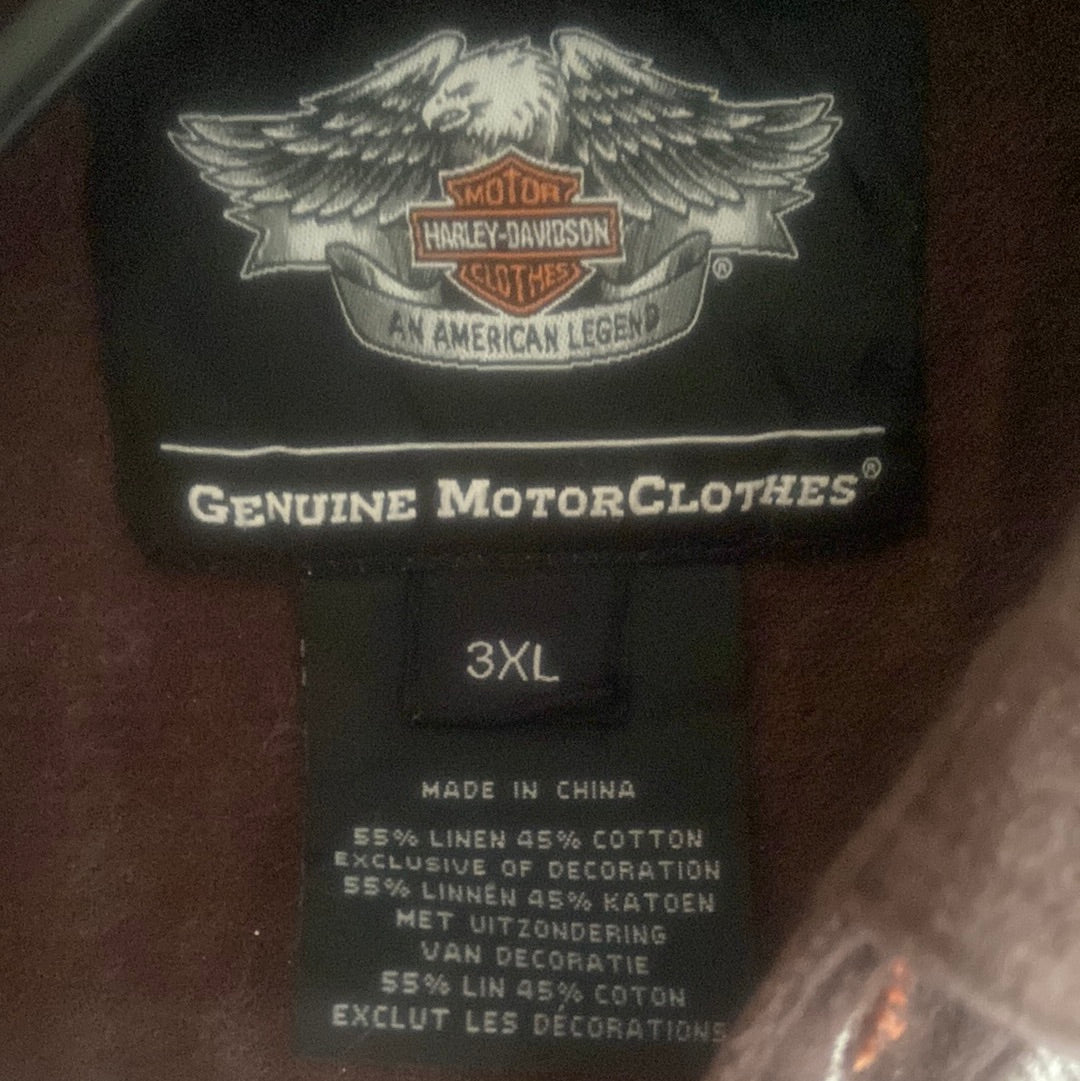 MOTOR
HARLEY-DAVIDSON
CLOTHES
®
AN AMERICAN LEGEND
GENUINE MOTORCLOTHES®
3XL
MADE IN CHINA
55% LINEN 45% COTTON
EXCLUSIVE OF DECORATION
55% LINNEN 45% KATOEN
MET UITZONDERING
VAN DECORATIE
55% LIN 45% COTON
EXCLUT LES DÉCORATIONS